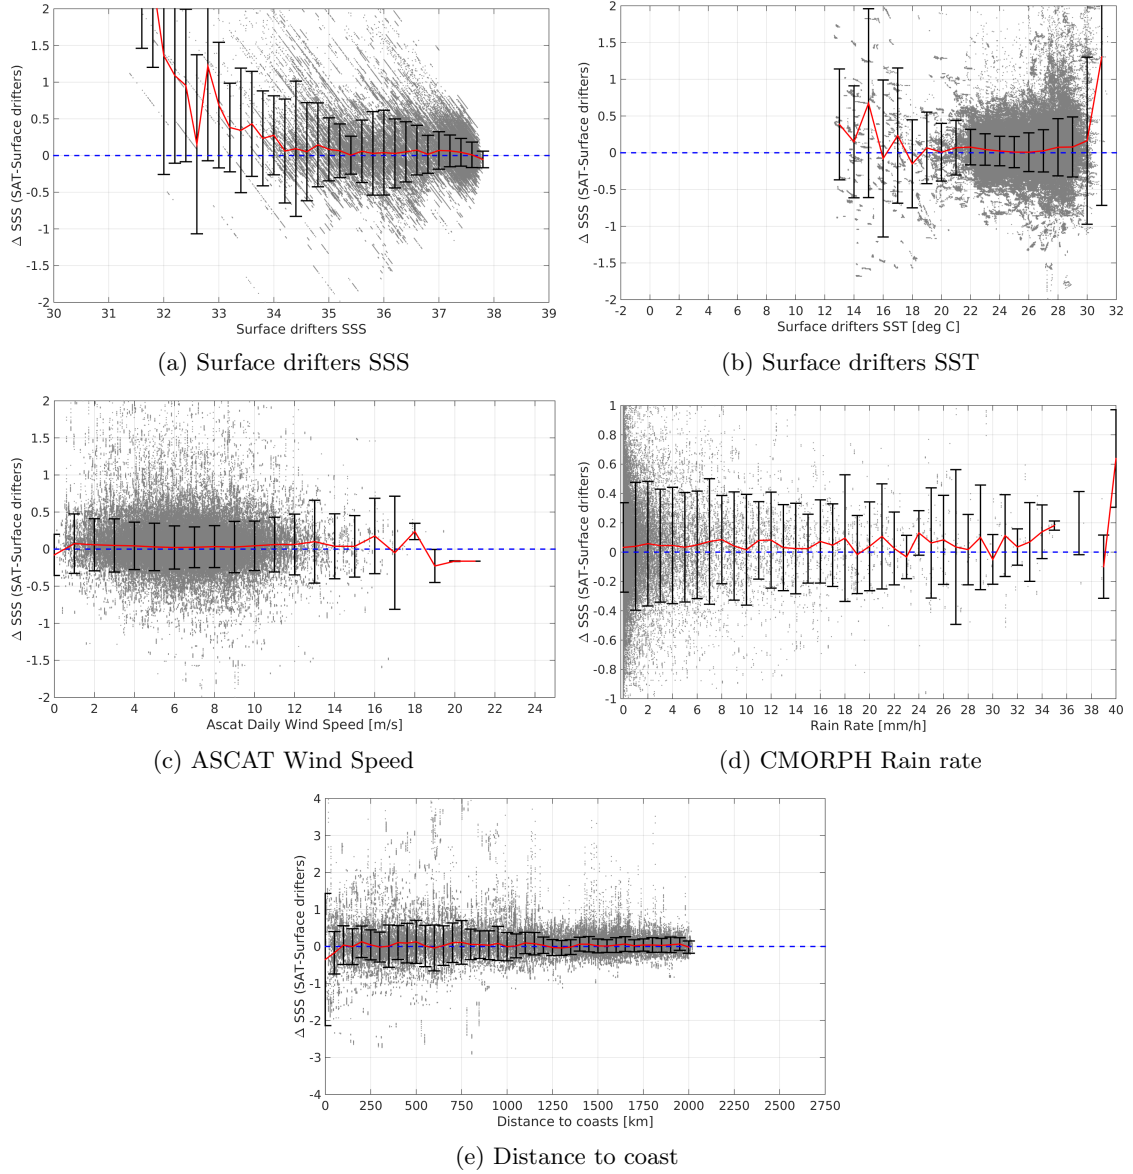 2
1.5
1
0.5
0
-0.5
-1
-1.5
-2
Δ SSS (SAT-Surface drifters)
30 31 32 33 34 35 36 37 38 39
Surface drifters SSS
(a) Surface drifters SSS
2
1.5
1
0.5
0
-0.5
-1
-1.5
-2
Δ SSS (SAT-Surface drifters)
-2 0 2 4 6 8 10 12 14 16 18 20 22 24 26 28 30 32
Surface drifters SST [deg C]
(b) Surface drifters SST
2
1.5
1
0.5
0
-0.5
-1
-1.5
-2
Δ SSS (SAT-Surface drifters)
0 2 4 6 8 10 12 14 16 18 20 22 24
Ascat Daily Wind Speed [m/s]
(c) ASCAT Wind Speed
1
0.8
0.6
0.4
0.2
0
-0.2
-0.4
-0.6
-0.8
-1
Δ SSS (SAT-Surface drifters)
0 2 4 6 8 10 12 14 16 18 20 22 24 26 28 30 32 34 36 38 40
Rain Rate [mm/h]
(d) CMORPH Rain rate
4
3
2
1
0
-1
-2
-3
-4
Δ SSS (SAT-Surface drifters)
0 250 500 750 1000 1250 1500 1750 2000 2250 2500 2750
Distance to coasts [km]
(e) Distance to coast